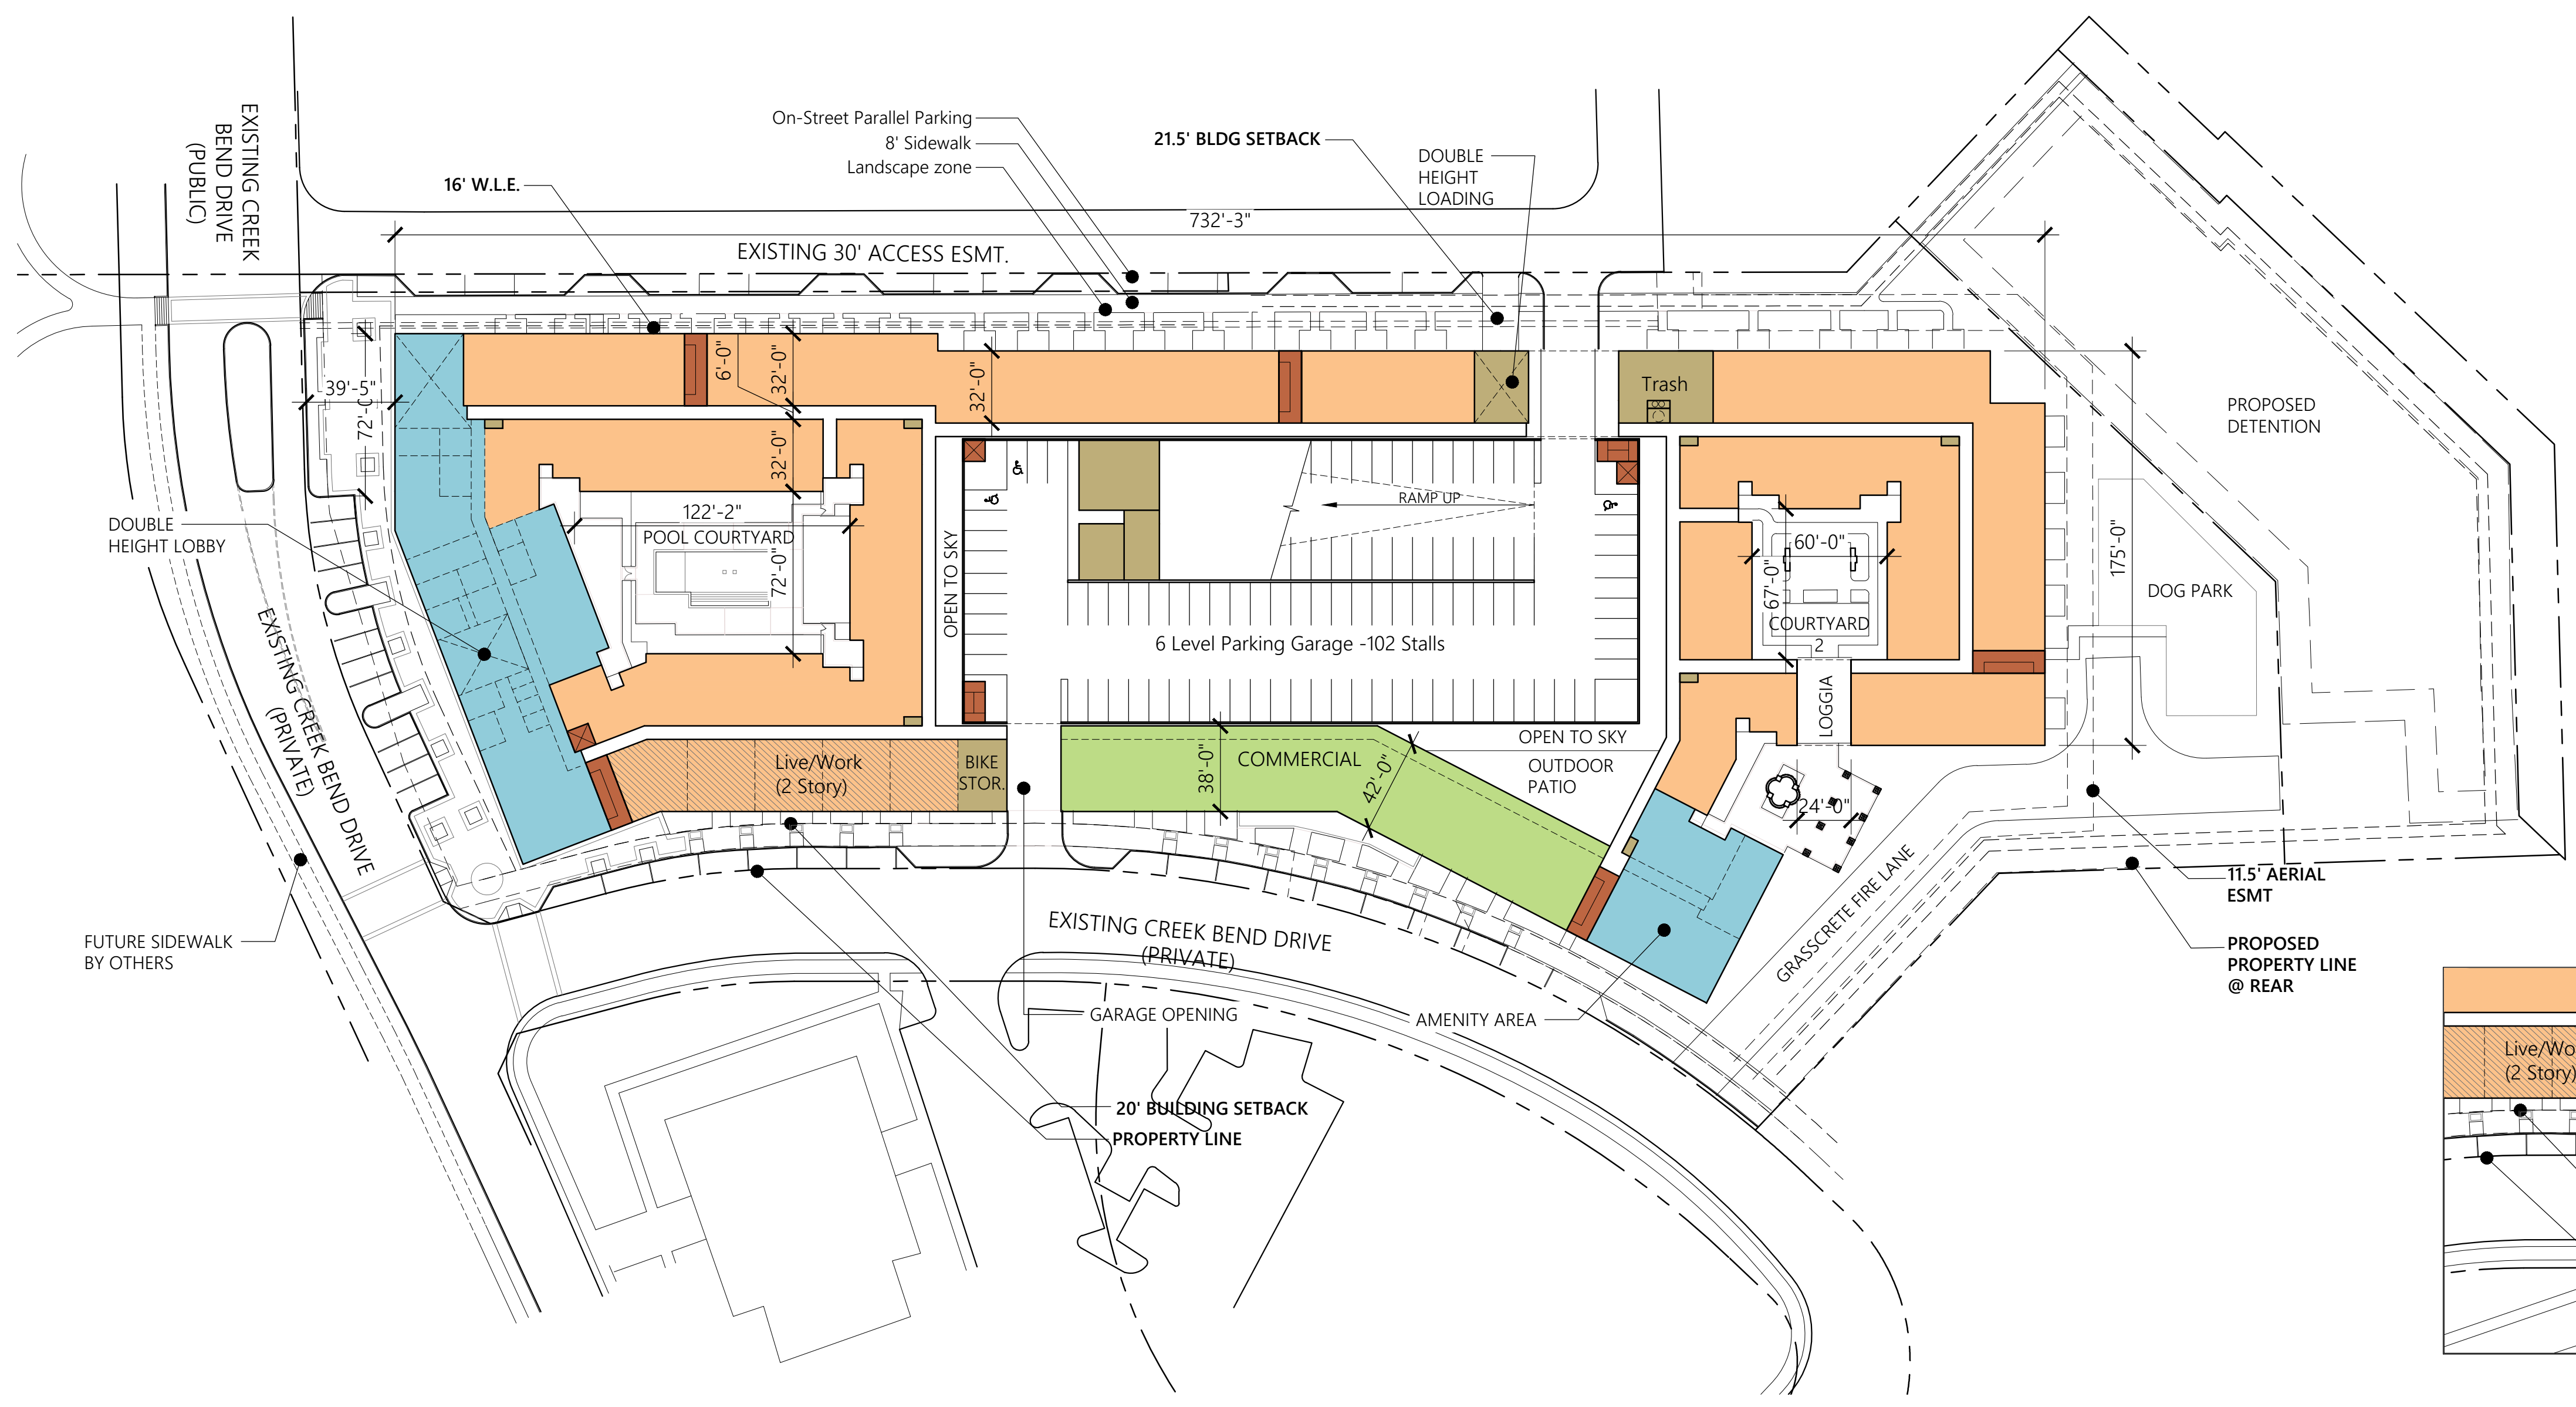 EXISTING CREEK
BEND DRIVE
(PUBLIC)
On-Street Parallel Parking
8' Sidewalk
Landscape zone
16' W.L.E.
21.5' BLDG SETBACK
DOUBLE
HEIGHT
LOADING
732'-3"
EXISTING 30' ACCESS ESMT.
39'-5"
72'-0"
6'-0"
32'-0"
32'-0"
32'-0"
Trash
PROPOSED
DETENTION
DOUBLE
HEIGHT LOBBY
122'-2"
POOL COURTYARD
72'-0"
OPEN TO SKY
RAMP UP
6 Level Parking Garage -102 Stalls
60'-0"
67'-0"
COURTYARD
2
175'-0"
DOG PARK
LOGGIA
EXISTING CREEK BEND DRIVE
(PRIVATE)
Live/Work
(2 Story)
BIKE
STOR.
38'-0"
COMMERCIAL
42'-0"
OPEN TO SKY
OUTDOOR
PATIO
24'-0"
GRASSCRETE FIRE LANE
11.5' AERIAL
ESMT
FUTURE SIDEWALK
BY OTHERS
EXISTING CREEK BEND DRIVE
(PRIVATE)
PROPOSED
PROPERTY LINE
@ REAR
GARAGE OPENING
AMENITY AREA
20' BUILDING SETBACK
PROPERTY LINE
Live/Wo
(2 Story)